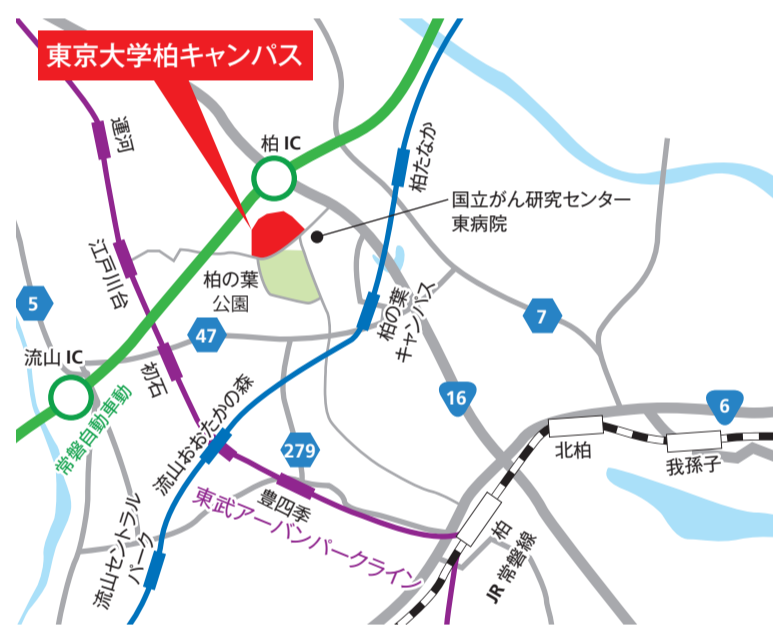 東京大学柏キャンパス
運河
柏 IC
柏たなか
国立がん研究センター
東病院
江戸川台
柏の葉
公園
柏の葉
キャンパス
5
47
7
流山 IC
初石
16
6
常磐自動車動
流山おおたかの森
279
北柏
我孫子
豊四季
東武アーバンパークライン
流山セントラル
パーク
柏
JR 常磐線